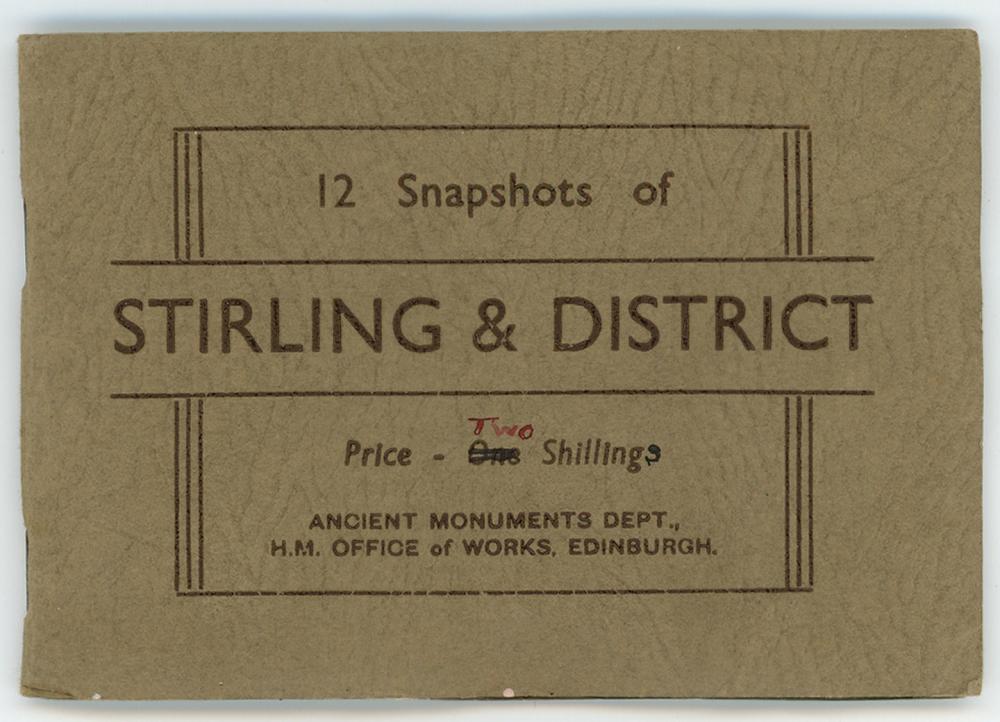 12 Snapshots of
STIRLING & DISTRICT
Two
Price - One Shillings
ANCIENT MONUMENTS DEPT.,
H.M. OFFICE of WORKS, EDINBURGH.